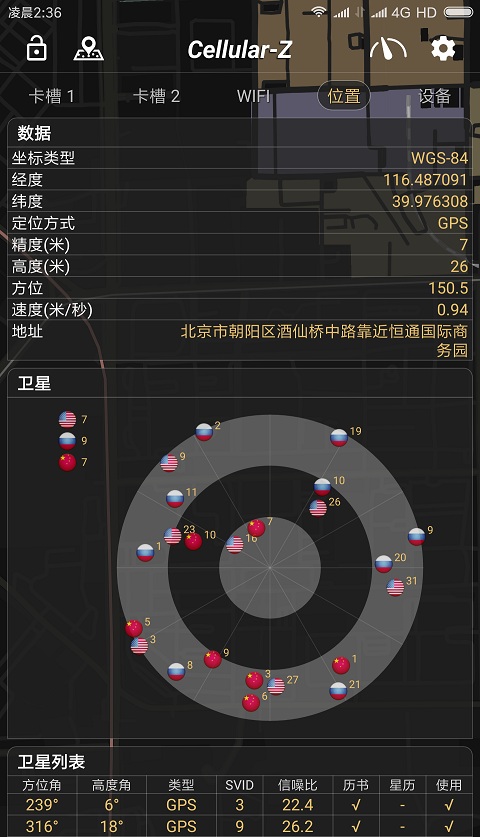 凌晨2:36 4G HD
Cellular-Z
卡槽 1 卡槽 2 WIFI 位置 设备
数据
坐标类型 WGS-84
经度 116.487091
纬度 39.976308
定位方式 GPS
精度(米) 7
高度(米) 26
方位 150.5
速度(米/秒) 0.94
地址 北京市朝阳区酒仙桥中路靠近恒通国际商
务园
卫星
7
9
7
2
19
9
10
11
26
7
23
10
16
9
1
20
31
5
3
9
8
3
27
1
21
6
卫星列表
方位角 高度角 类型 SVID 信噪比 历书 星历 使用
239° 6° GPS 3 22.4 √ - √
316° 18° GPS 9 26.2 √ - √